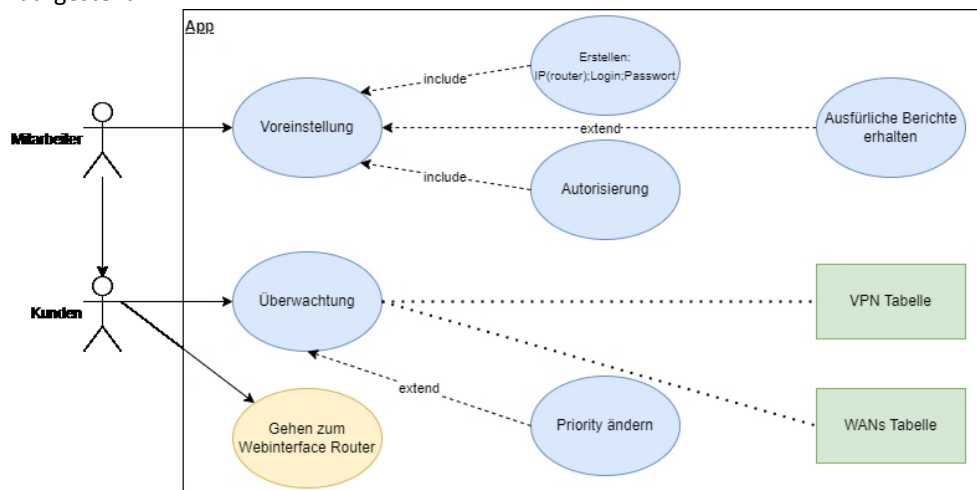 App
Erstellen:
IP(router);Login;Passwort
include
Voreinstellung
Mitarbeiter
extend
Ausfürliche Berichte
erhalten
include
Autorisierung
Kunden
Überwachtung
VPN Tabelle
extend
Gehen zum
Webinterface Router
Priority ändern
WANs Tabelle